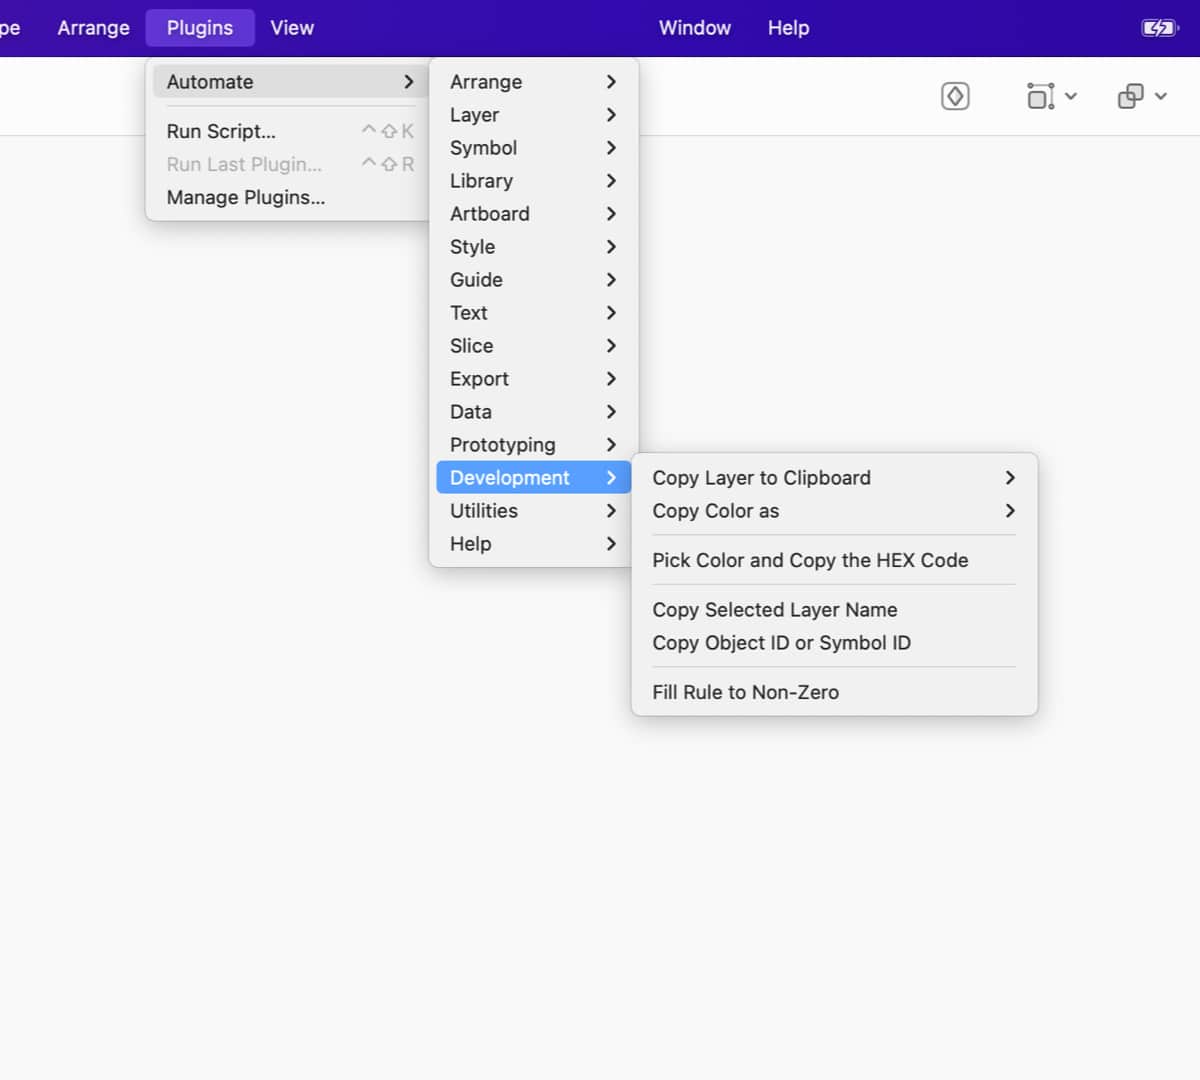 pe Arrange Plugins View Window Help
Automate
Run Script... ^⇧K
Run Last Plugin... ^⇧R
Manage Plugins...
Arrange
Layer
Symbol
Library
Artboard
Style
Guide
Text
Slice
Export
Data
Prototyping
Development
Utilities
Help
Copy Layer to Clipboard
Copy Color as
Pick Color and Copy the HEX Code
Copy Selected Layer Name
Copy Object ID or Symbol ID
Fill Rule to Non-Zero